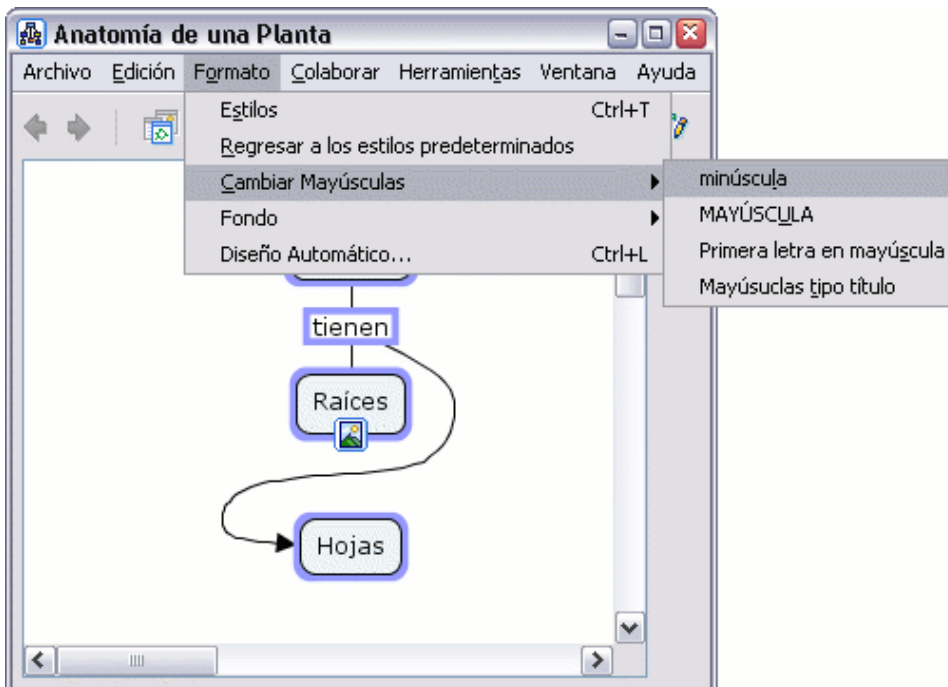 Anatomía de una Planta
Archivo Edición Formato Colaborar Herramientas Ventana Ayuda
Estilos Ctrl+T
Regresar a los estilos predeterminados
Cambiar Mayúsculas
Fondo
Diseño Automático... Ctrl+L
minúscula
MAYÚSCULA
Primera letra en mayúscula
Mayúsuclas tipo título
tienen
Raíces
Hojas